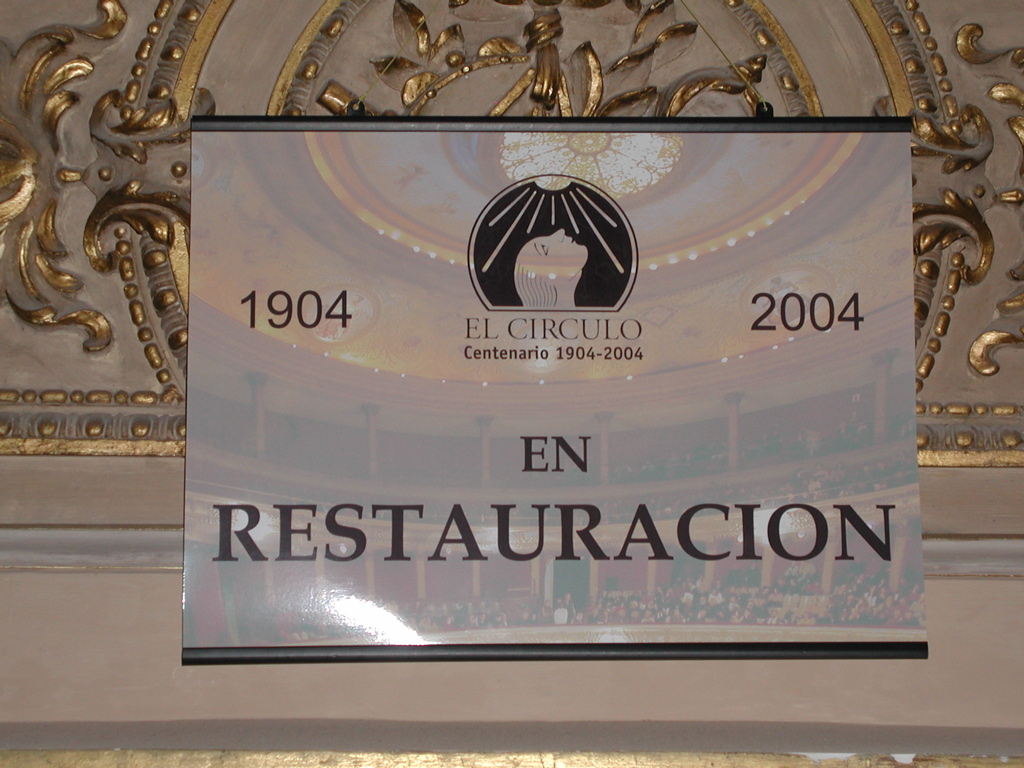 1904
2004
EL CIRCULO
Centenario 1904-2004
EN
RESTAURACION